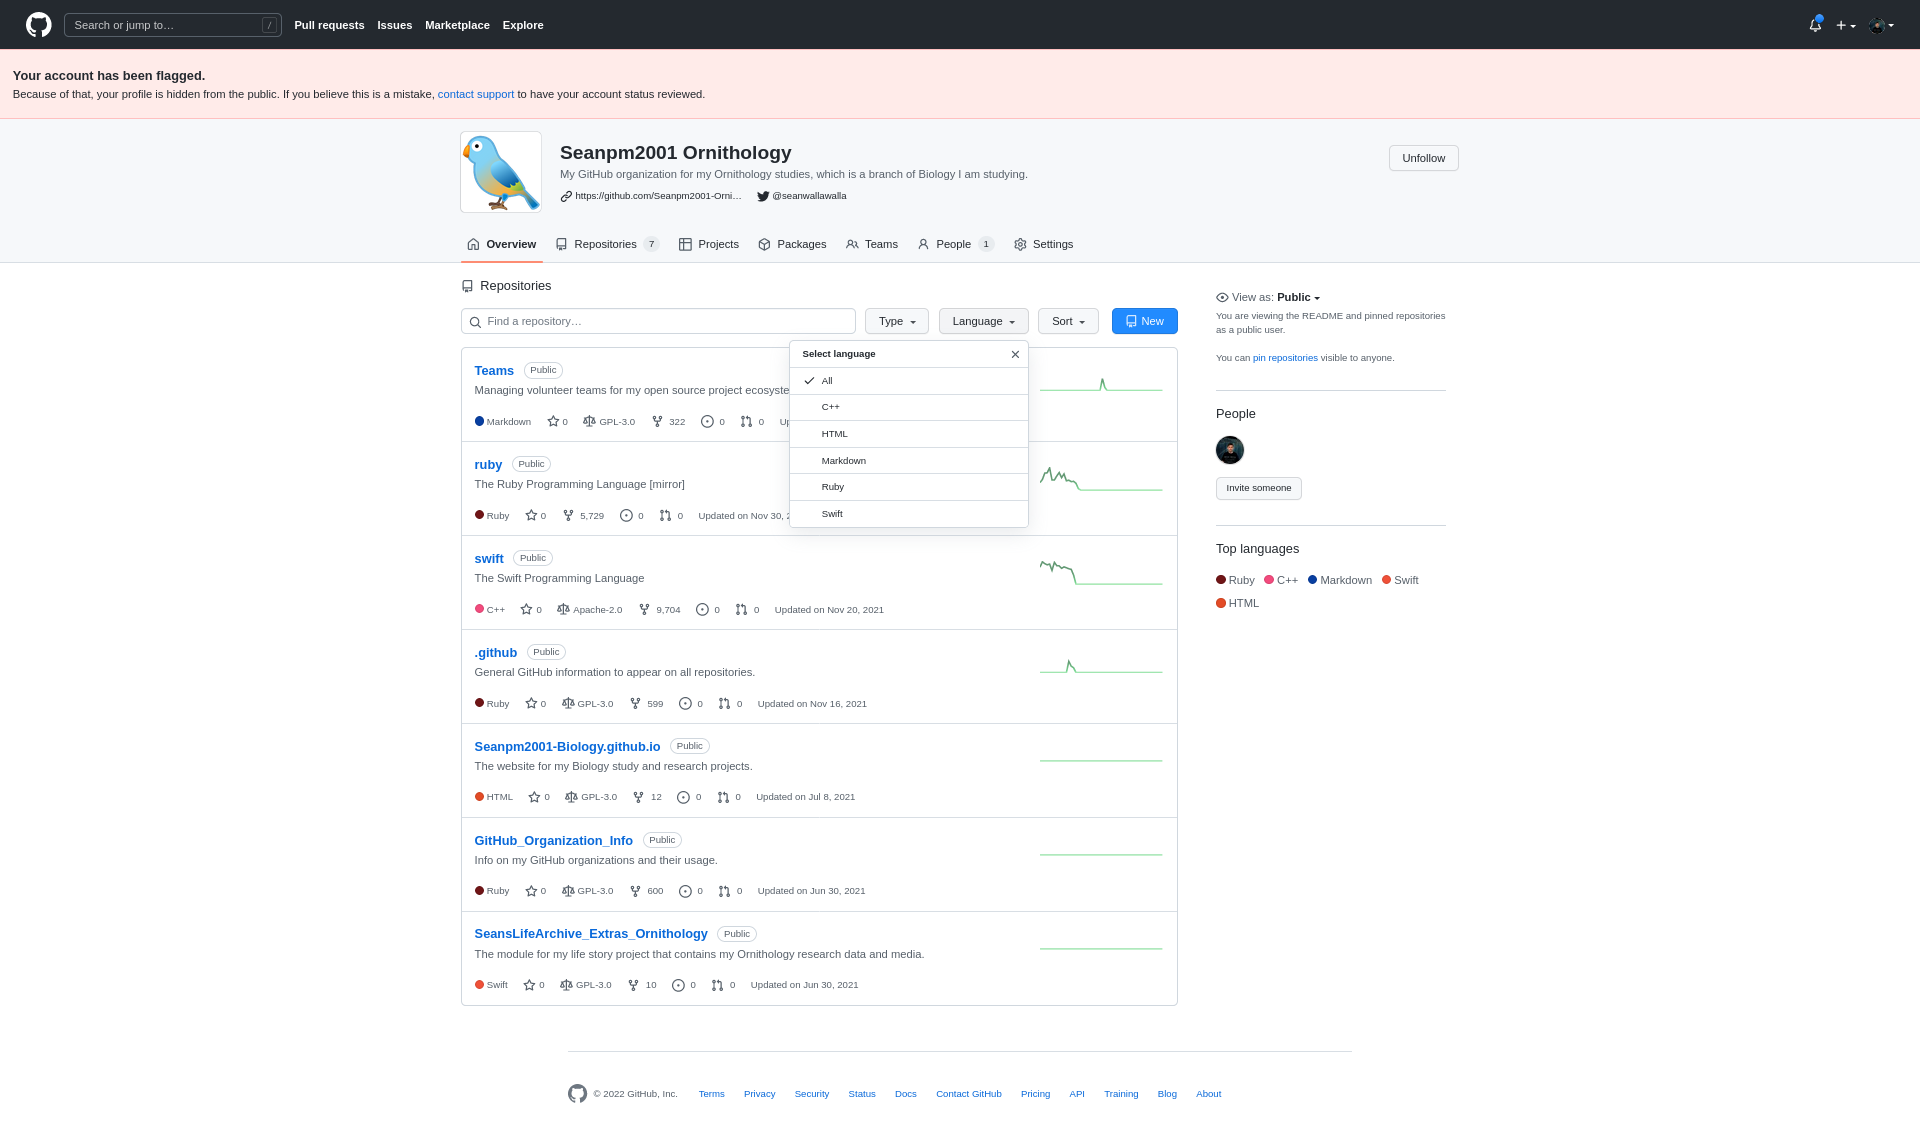 Search or jump to…
/
Pull requests Issues Marketplace Explore
Your account has been flagged.
Because of that, your profile is hidden from the public. If you believe this is a mistake, contact support to have your account status reviewed.
Seanpm2001 Ornithology
My GitHub organization for my Ornithology studies, which is a branch of Biology I am studying.
https://github.com/Seanpm2001-Orni… @seanwallawalla
Unfollow
Overview Repositories 7 Projects Packages Teams People 1 Settings
Repositories
Find a repository…
Type Language Sort New
Select language
All
C++
HTML
Markdown
Ruby
Swift
Teams Public
Managing volunteer teams for my open source project ecosyste
Markdown 0 GPL-3.0 322 0 0
ruby Public
The Ruby Programming Language [mirror]
Ruby 0 5,729 0 0 Updated on Nov 30,
swift Public
The Swift Programming Language
C++ 0 Apache-2.0 9,704 0 0 Updated on Nov 20, 2021
.github Public
General GitHub information to appear on all repositories.
Ruby 0 GPL-3.0 599 0 0 Updated on Nov 16, 2021
Seanpm2001-Biology.github.io Public
The website for my Biology study and research projects.
HTML 0 GPL-3.0 12 0 0 Updated on Jul 8, 2021
GitHub_Organization_Info Public
Info on my GitHub organizations and their usage.
Ruby 0 GPL-3.0 600 0 0 Updated on Jun 30, 2021
SeansLifeArchive_Extras_Ornithology Public
The module for my life story project that contains my Ornithology research data and media.
Swift 0 GPL-3.0 10 0 0 Updated on Jun 30, 2021
View as: Public
You are viewing the README and pinned repositories
as a public user.
You can pin repositories visible to anyone.
People
Invite someone
Top languages
Ruby C++ Markdown Swift
HTML
© 2022 GitHub, Inc. Terms Privacy Security Status Docs Contact GitHub Pricing API Training Blog About